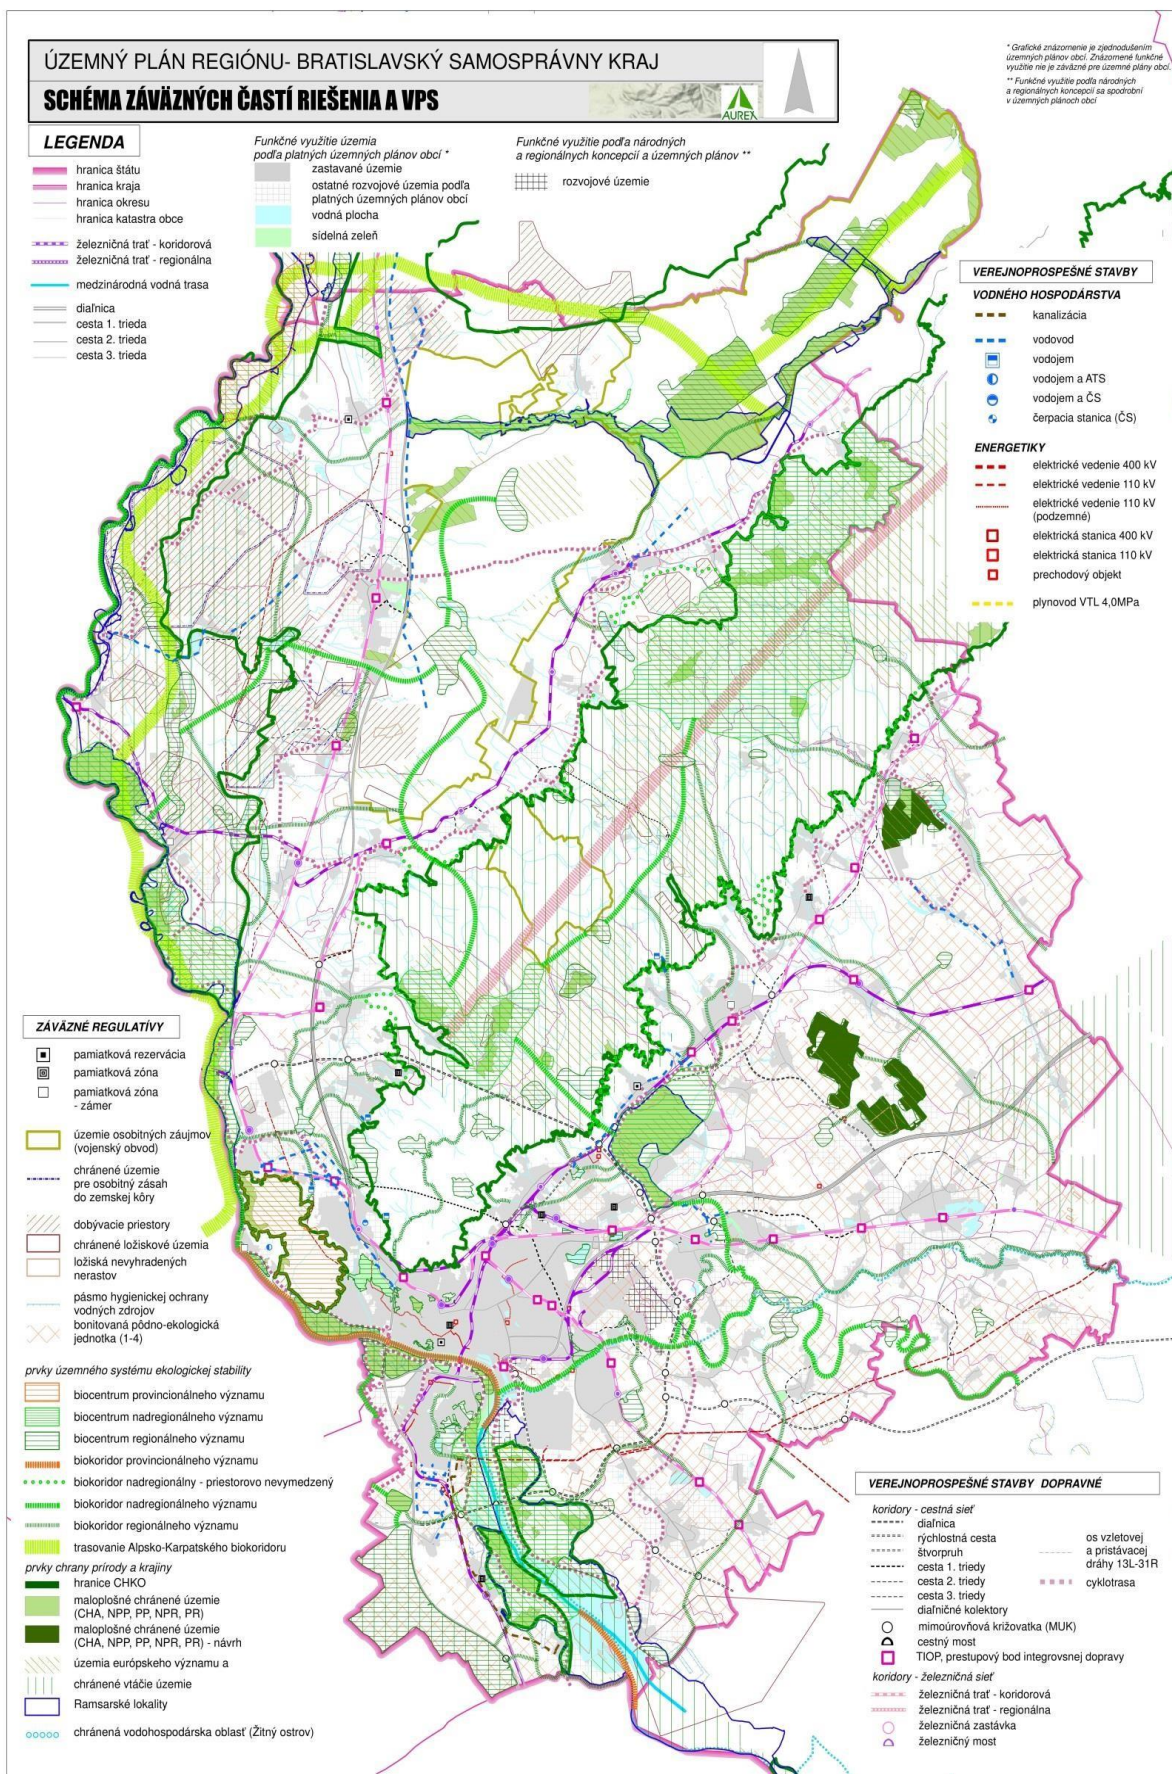 ÚZEMNÝ PLÁN REGIÓNU- BRATISLAVSKÝ SAMOSPRÁVNY KRAJ
SCHÉMA ZÁVÄZNÝCH ČASTÍ RIEŠENIA A VPS
AUREX
* Grafické znázornenie je zjednodušením
územných plánov obcí. Znázornené funkčné
využitie nie je záväzné pre územné plány obcí.
** Funkčné využitie podľa národných
a regionálnych koncepcií sa spodrobní
v územných plánoch obcí
LEGENDA
hranica štátu
hranica kraja
hranica okresu
hranica katastra obce
železničná trať - koridorová
železničná trať - regionálna
medzinárodná vodná trasa
diaľnica
cesta 1. trieda
cesta 2. trieda
cesta 3. trieda
Funkčné využitie územia
podľa platných územných plánov obcí *
zastavané územie
ostatné rozvojové územia podľa
platných územných plánov obcí
vodná plocha
sídelná zeleň
Funkčné využitie podľa národných
a regionálnych koncepcií a územných plánov **
rozvojové územie
VEREJNOPROSPEŠNÉ STAVBY
VODNÉHO HOSPODÁRSTVA
kanalizácia
vodovod
vodojem
vodojem a ATS
vodojem a ČS
čerpacia stanica (ČS)
ENERGETIKY
elektrické vedenie 400 kV
elektrické vedenie 110 kV
elektrické vedenie 110 kV
(podzemné)
elektrická stanica 400 kV
elektrická stanica 110 kV
prechodový objekt
plynovod VTL 4,0MPa
ZÁVÄZNÉ REGULATÍVY
pamiatková rezervácia
pamiatková zóna
pamiatková zóna
- zámer
územie osobitných záujmov
(vojenský obvod)
chránené územie
pre osobitný zásah
do zemskej kôry
dobývacie priestory
chránené ložiskové územia
ložiská nevyhradených
nerastov
pásmo hygienickej ochrany
vodných zdrojov
bonitovaná pôdno-ekologická
jednotka (1-4)
prvky územného systému ekologickej stability
biocentrum provincionálneho významu
biocentrum nadregionálneho významu
biocentrum regionálneho významu
biokoridor provincionálneho významu
biokoridor nadregionálny - priestorovo nevymedzený
biokoridor nadregionálneho významu
biokoridor regionálneho významu
trasovanie Alpsko-Karpatského biokoridoru
prvky chrany prírody a krajiny
hranice CHKO
maloplošné chránené územie
(CHA, NPP, PP, NPR, PR)
maloplošné chránené územie
(CHA, NPP, PP, NPR, PR) - návrh
územia európskeho významu a
chránené vtáčie územie
Ramsarské lokality
chránená vodohospodárska oblasť (Žitný ostrov)
VEREJNOPROSPEŠNÉ STAVBY DOPRAVNÉ
koridory - cestná sieť
diaľnica
rýchlostná cesta
štvorpruh
cesta 1. triedy
cesta 2. triedy
cesta 3. triedy
diaľničné kolektory
os vzletovej
a pristávacej
dráhy 13L-31R
cyklotrasa
mimoúrovňová križovatka (MUK)
cestný most
TIOP, prestupový bod integrovsnej dopravy
koridory - železničná sieť
železničná trať - koridorová
železničná trať - regionálna
železničná zastávka
železničný most